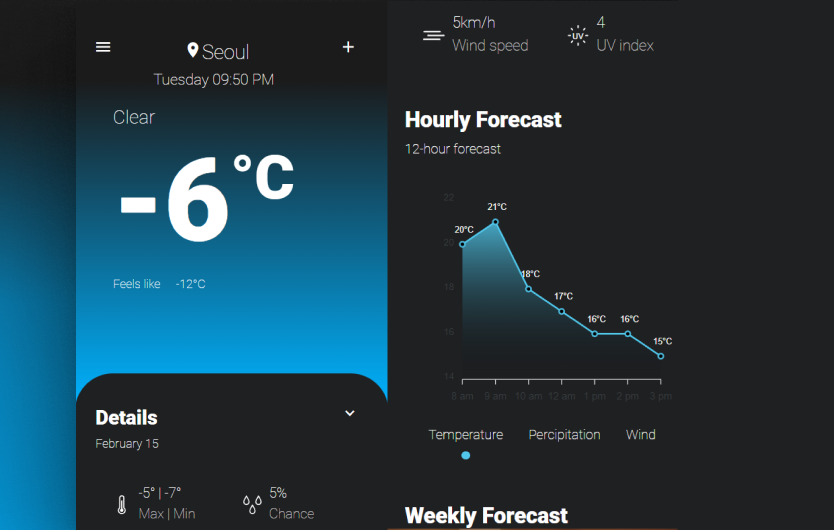 Seoul
Tuesday 09:50 PM
Clear
-6°C
Feels like -12°C
Details
February 15
-5° | -7°
Max | Min
5%
Chance
5km/h
Wind speed
UV
4
UV index
Hourly Forecast
12-hour forecast
22
20
18
16
14
20°C
21°C
18°C
17°C
16°C
16°C
15°C
8 am 9 am 10 am 12 am 1 pm 2 pm 3 pm
Temperature Percipitation Wind
Weekly Forecast